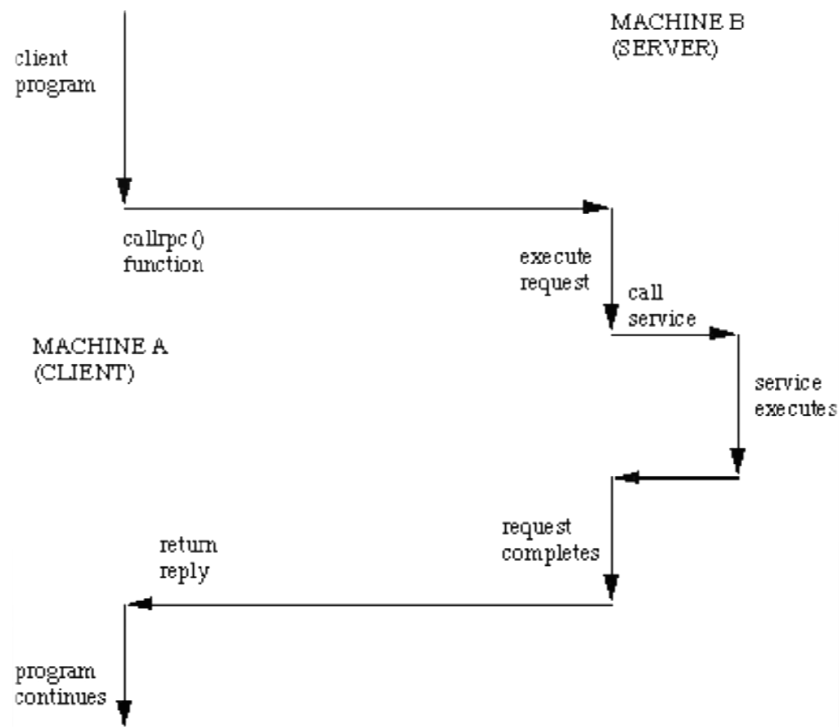 MACHINE B
(SERVER)
client
program
callrpc()
function
execute
request
call
service
MACHINE A
(CLIENT)
service
executes
request
completes
return
reply
program
continues